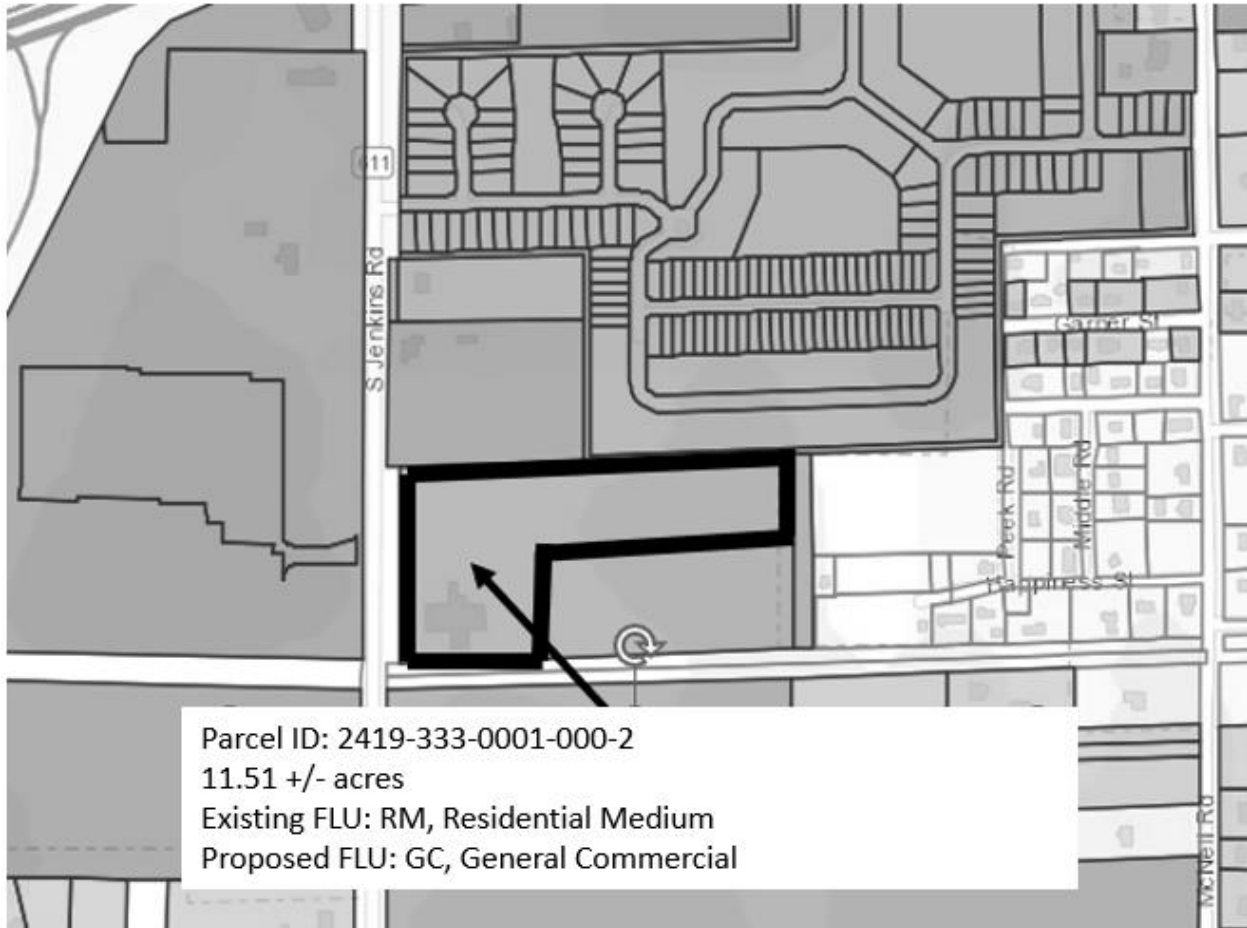 611
S Jenkins Rd
Garner St
Peek Rd
Middle Rd
Happiness St
McNeil Rd
Parcel ID: 2419-333-0001-000-2
11.51 +/- acres
Existing FLU: RM, Residential Medium
Proposed FLU: GC, General Commercial